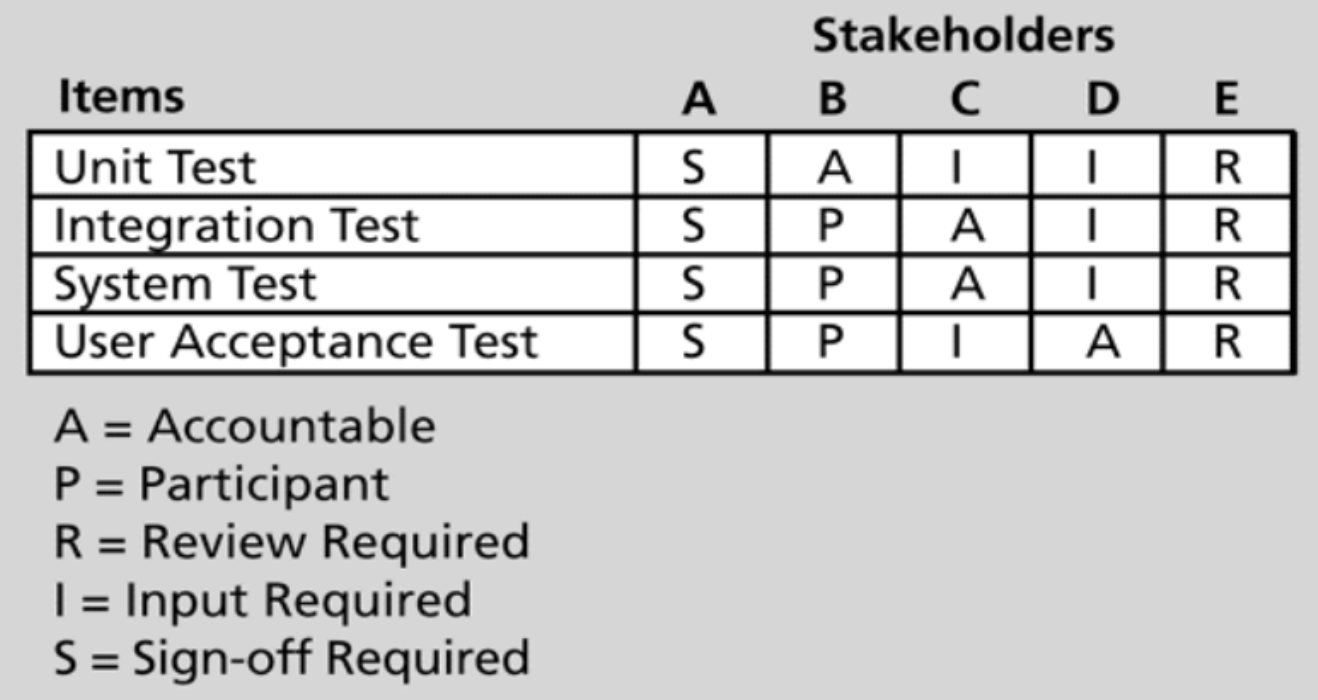 Stakeholders
Items A B C D E
Unit Test S A I I R
Integration Test S P A I R
System Test S P A I R
User Acceptance Test S P I A R
A = Accountable
P = Participant
R = Review Required
I = Input Required
S = Sign-off Required